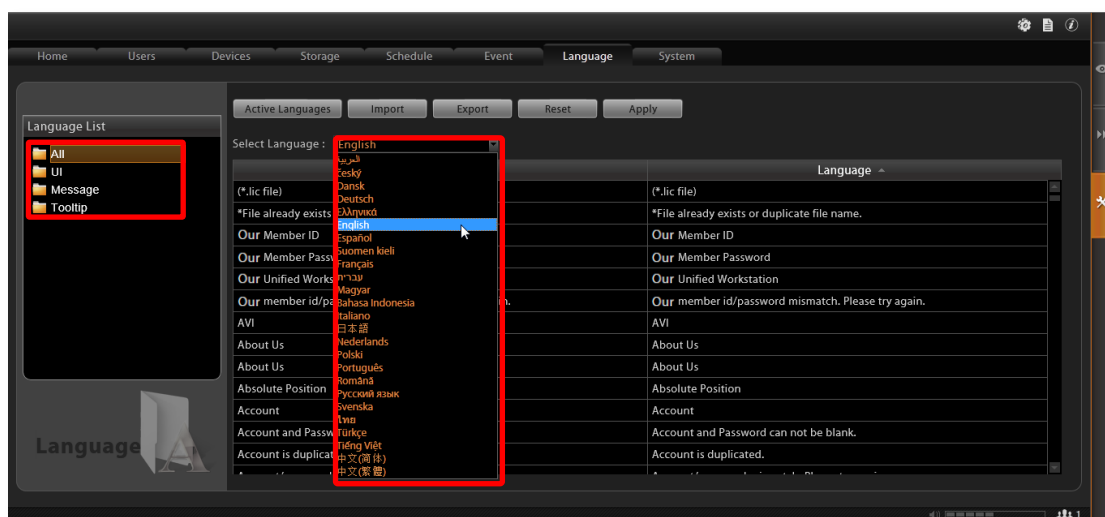 Home Users Devices Storage Schedule Event Language System
Active Languages Import Export Reset Apply
Language List
All
UI
Message
Tooltip
Language
Select Language : English
العربية
Český
Dansk
Deutsch
Ελληνικά
English
Español
Suomen kieli
Français
עברית
Magyar
Bahasa Indonesia
Italiano
日本語
Nederlands
Polski
Português
Română
Русский язык
Svenska
ไทย
Türkçe
Tiếng Việt
中文(简体)
中文(繁體)
Language
(*.lic file) (*.lic file)
*File already exists *File already exists or duplicate file name.
Our Member ID Our Member ID
Our Member Our Member Password
Our Unified Our Unified Workstation
Our member Our member id/password mismatch. Please try again.
AVI AVI
About Us About Us
About Us About Us
Absolute Position Absolute Position
Account Account
Account and Account and Password can not be blank.
Account is Account is duplicated.
1